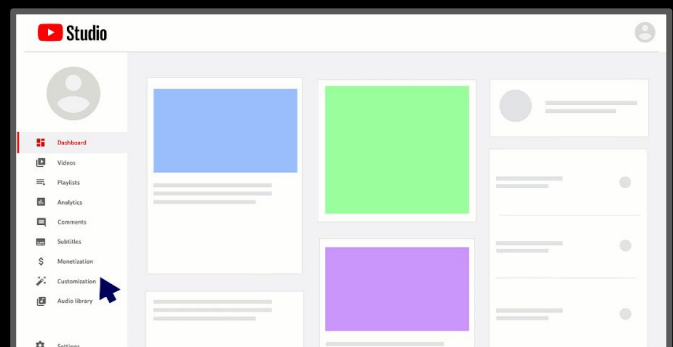 Studio
Dashboard
Videos
Playlists
Analytics
Comments
Subtitles
Monetization
Customization
Audio library
Settings